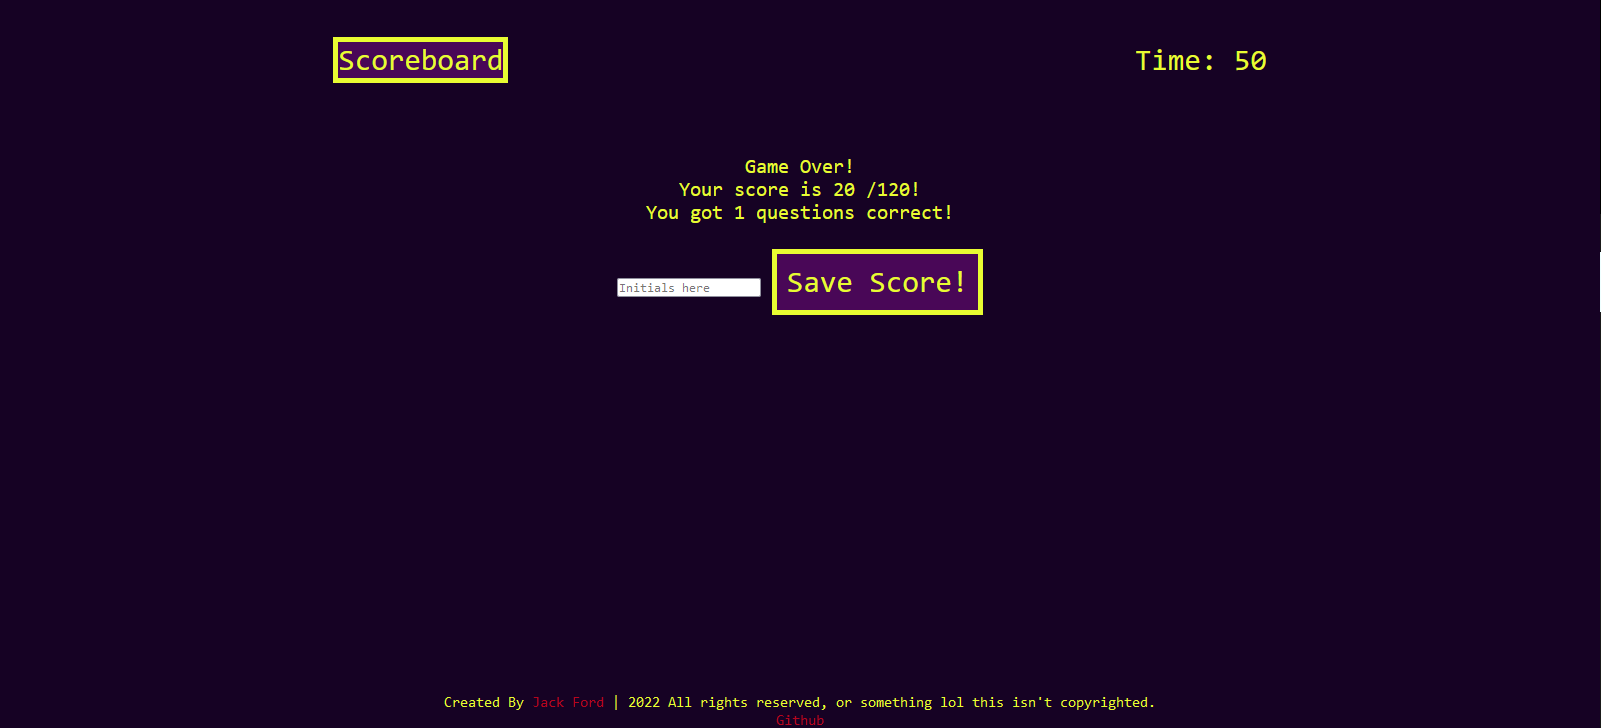 Scoreboard
Time: 50
Game Over!
Your score is 20 /120!
You got 1 questions correct!
Initials here
Save Score!
Created By Jack Ford | 2022 All rights reserved, or something lol this isn't copyrighted.
Github